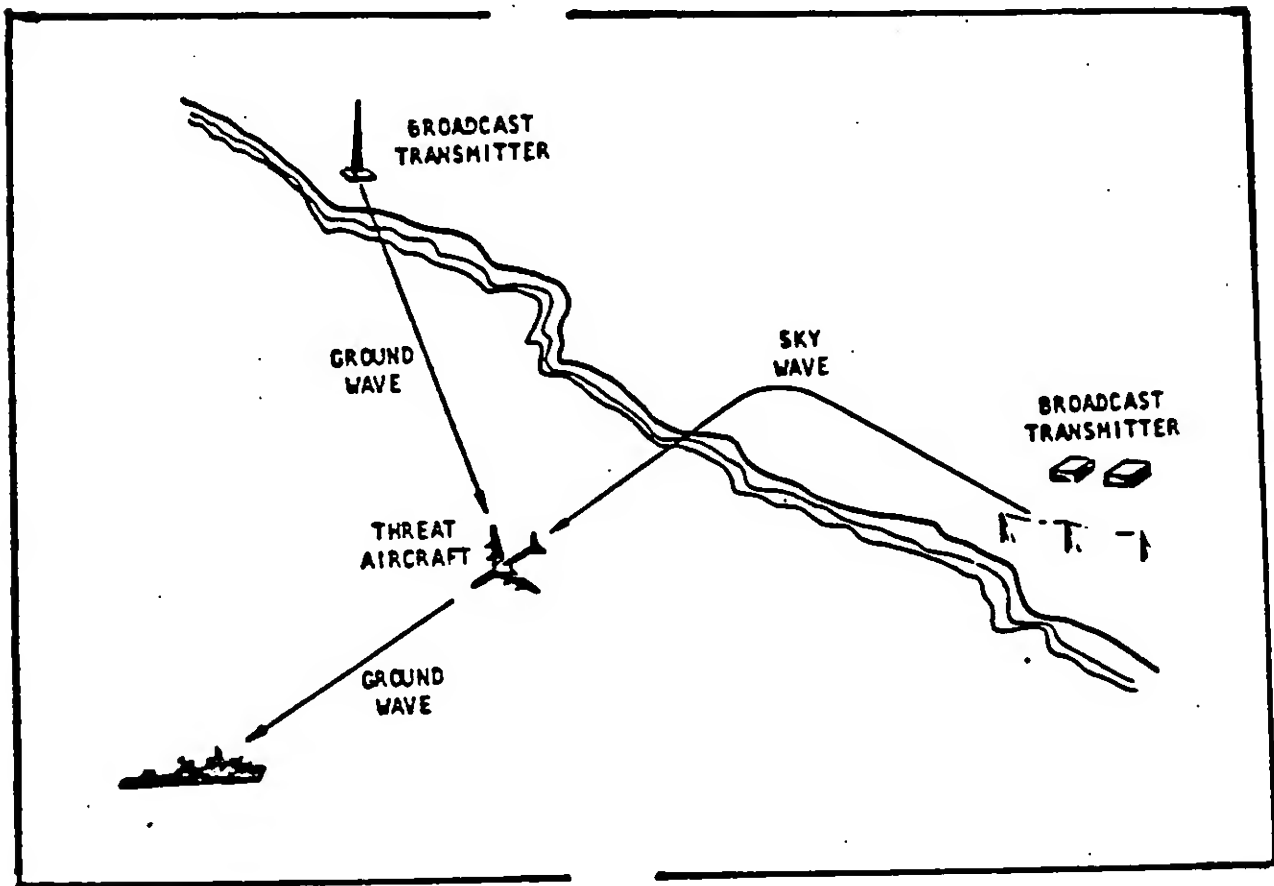 BROADCAST
TRANSMITTER
GROUND
WAVE
SKY
WAVE
BROADCAST
TRANSMITTER
THREAT
AIRCRAFT
GROUND
WAVE